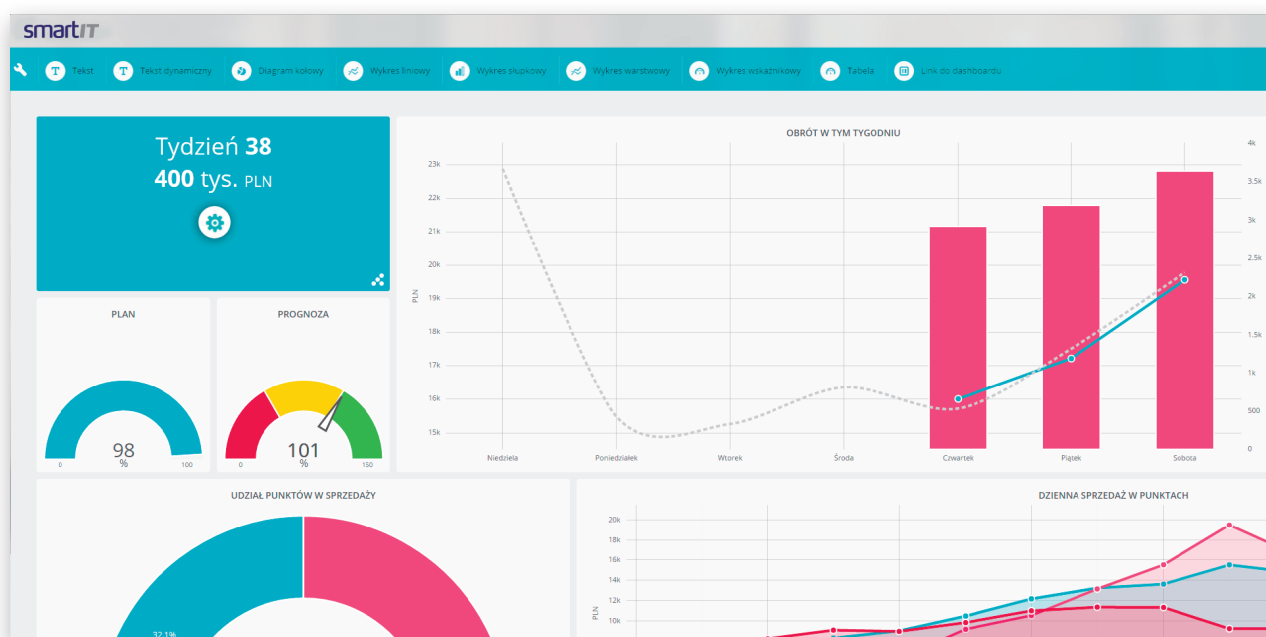 smartIT
Tekst
Tekst dynamiczny
Diagram kołowy
Wykres liniowy
Wykres słupkowy
Wykres warstwowy
Wykres wskaźnikowy
Tabela
Link do dashboardu
Tydzień 38
400 tys. PLN
PLAN
98
%
0
100
PROGNOZA
101
%
0
150
OBRÓT W TYM TYGODNIU
PLN
23k
22k
21k
20k
19k
18k
17k
16k
15k
4k
3.5k
3k
2.5k
2k
1.5k
1k
500
0
Niedziela
Poniedziałek
Wtorek
Środa
Czwartek
Piątek
Sobota
UDZIAŁ PUNKTÓW W SPRZEDAŻY
32.1%
DZIENNA SPRZEDAŻ W PUNKTACH
PLN
20k
18k
16k
14k
12k
10k